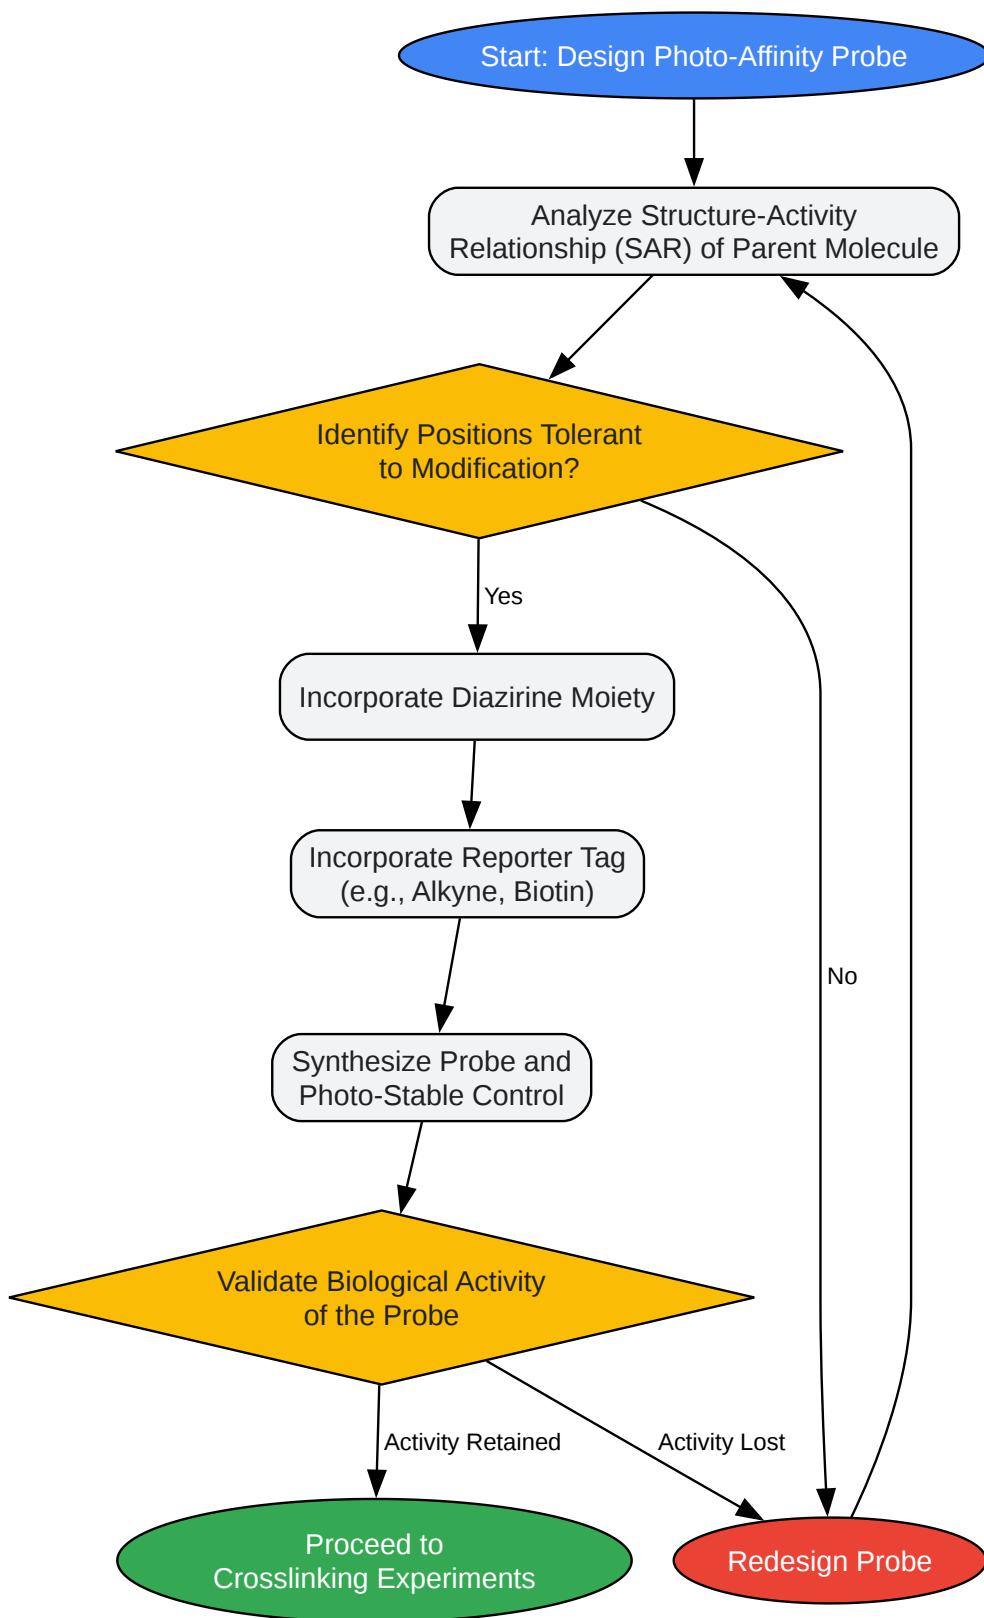 Start: Design Photo-Affinity Probe
Analyze Structure-Activity
Relationship (SAR) of Parent Molecule
Identify Positions Tolerant
to Modification?
Yes
Incorporate Diazirine Moiety
Incorporate Reporter Tag
(e.g., Alkyne, Biotin)
No
Synthesize Probe and
Photo-Stable Control
Validate Biological Activity
of the Probe
Activity Retained
Activity Lost
Proceed to
Crosslinking Experiments
Redesign Probe